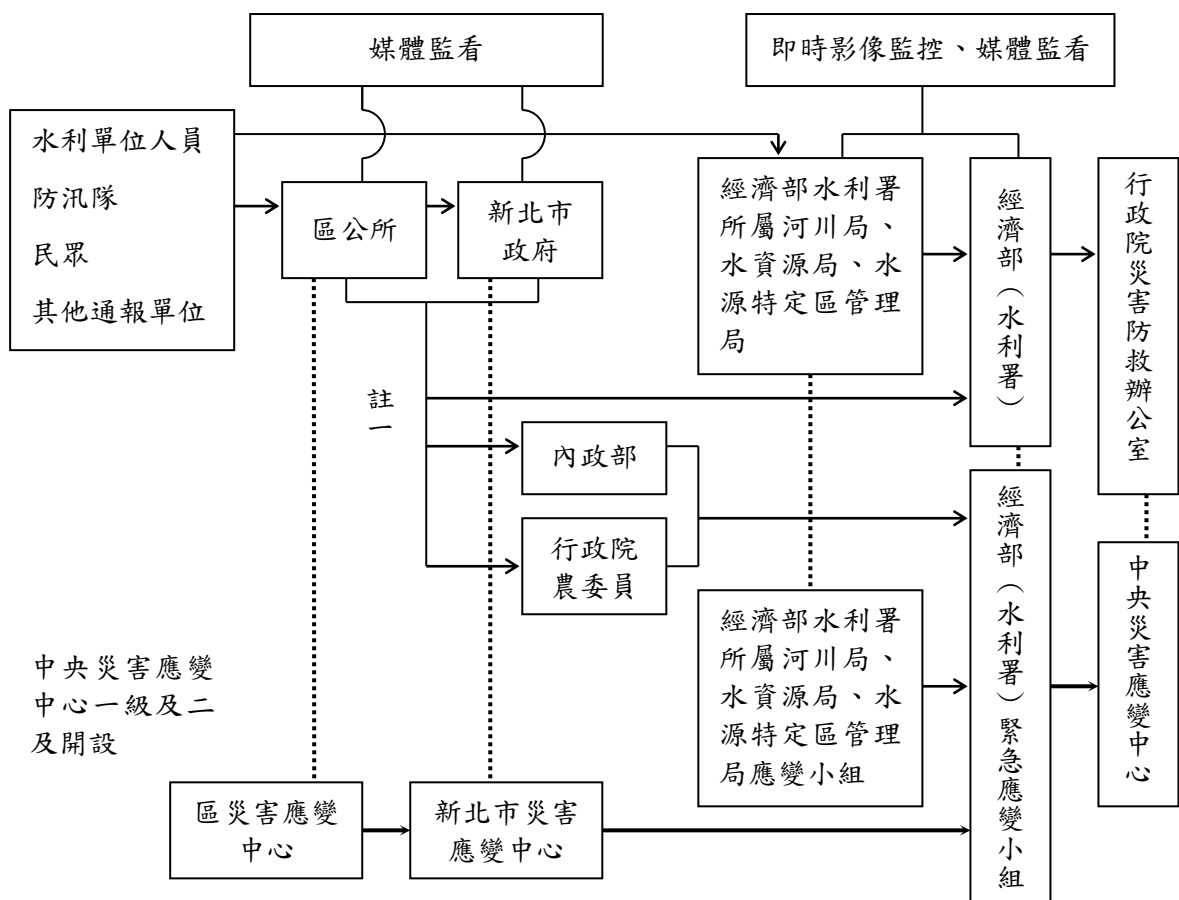 媒體監看
即時影像監控、媒體監看
水利單位人員
防汛隊
民眾
其他通報單位
區公所
新北市
政府
經濟部水利署
所屬河川局、
水資源局、水
源特定區管理
局
經濟部（水利署）
行政院災害防救辦公室
註一
內政部
行政院
農委員
經濟部水利署
所屬河川局、
水資源局、水
源特定區管理
局應變小組
經濟部（水利署）緊急應變小組
中央災害應變中心
中央災害應變
中心一級及二
及開設
區災害應變
中心
新北市災害
應變中心